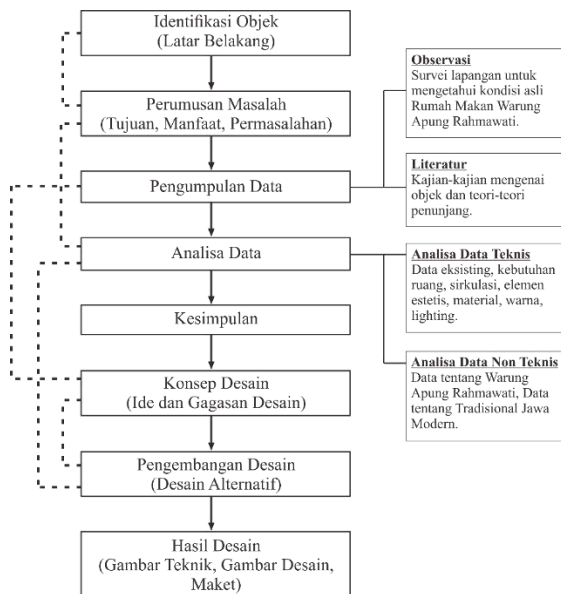 Identifikasi Objek
(Latar Belakang)
Perumusan Masalah
(Tujuan, Manfaat, Permasalahan)
Pengumpulan Data
Analisa Data
Kesimpulan
Konsep Desain
(Ide dan Gagasan Desain)
Pengembangan Desain
(Desain Alternatif)
Hasil Desain
(Gambar Teknik, Gambar Desain,
Maket)
Observasi
Survei lapangan untuk
mengetahui kondisi asli
Rumah Makan Warung
Apung Rahmawati.
Literatur
Kajian-kajian mengenai
objek dan teori-teori
penunjang.
Analisa Data Teknis
Data eksisting, kebutuhan
ruang, sirkulasi, elemen
estetis, material, warna,
lighting.
Analisa Data Non Teknis
Data tentang Warung
Apung Rahmawati, Data
tentang Tradisional Jawa
Modern.